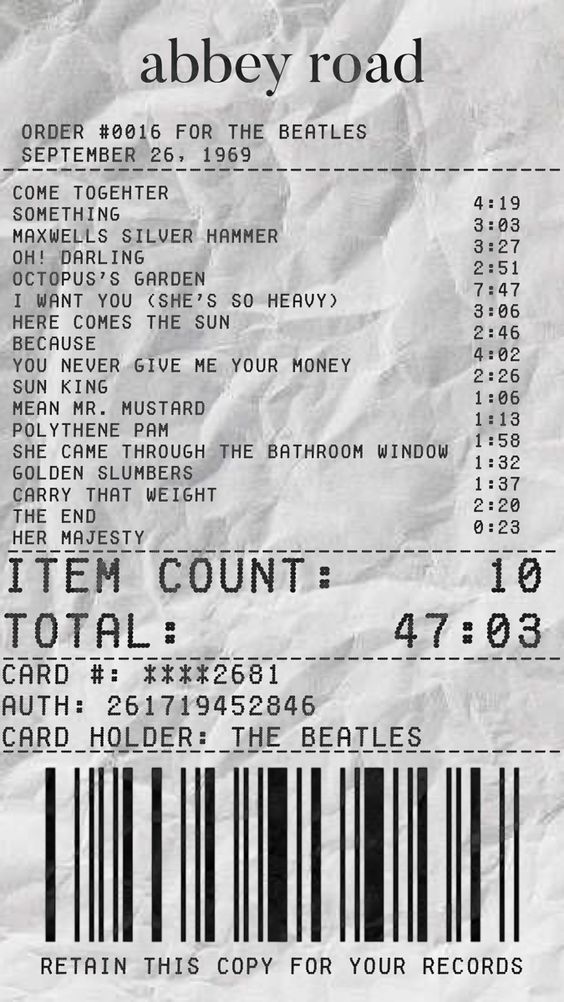 abbey road
ORDER #0016 FOR THE BEATLES
SEPTEMBER 26, 1969
COME TOGEHTER
4:19
SOMETHING
3:03
MAXWELLS SILVER HAMMER
3:27
OH! DARLING
2:51
OCTOPUS'S GARDEN
7:47
I WANT YOU (SHE'S SO HEAVY)
3:06
HERE COMES THE SUN
2:46
BECAUSE
4:02
YOU NEVER GIVE ME YOUR MONEY
2:26
SUN KING
1:06
MEAN MR. MUSTARD
1:13
POLYTHENE PAM
1:58
SHE CAME THROUGH THE BATHROOM WINDOW
1:32
GOLDEN SLUMBERS
1:37
CARRY THAT WEIGHT
2:20
THE END
0:23
HER MAJESTY
ITEM COUNT: 10
TOTAL: 47:03
CARD #: ****2681
AUTH: 261719452846
CARD HOLDER: THE BEATLES
RETAIN THIS COPY FOR YOUR RECORDS